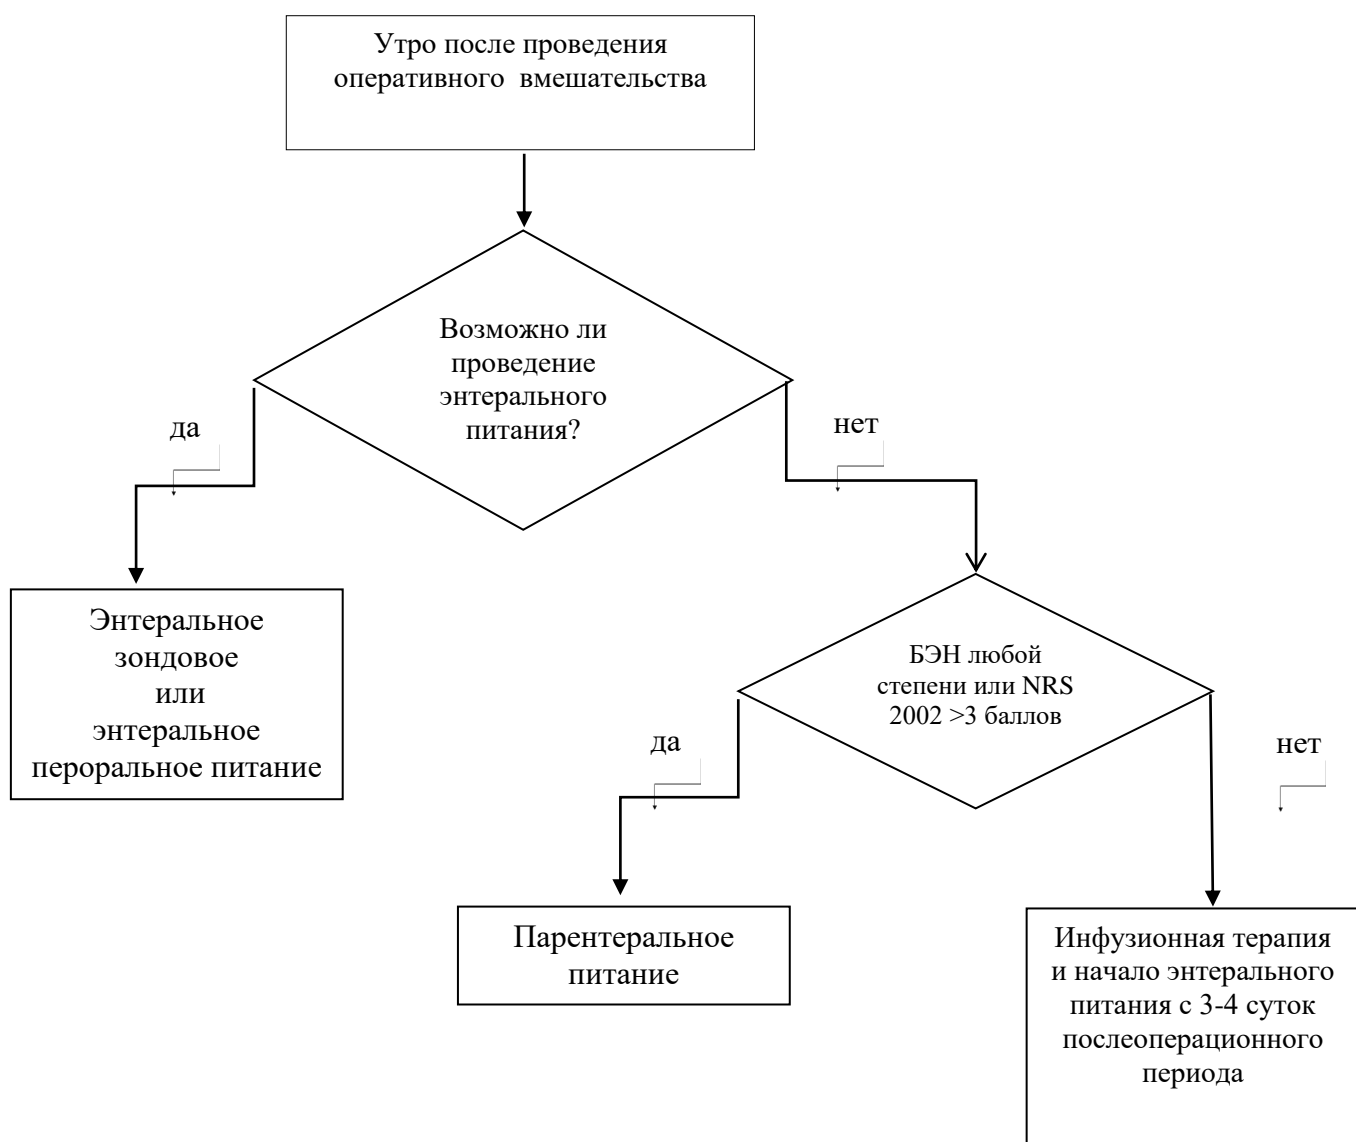 Утро после проведения
оперативного вмешательства
Возможно ли
проведение
энтерального
питания?
да
нет
Энтеральное
зондовое
или
энтеральное
пероральное питание
БЭН любой
степени или NRS
2002 >3 баллов
да
нет
Парентеральное
питание
Инфузионная терапия
и начало энтерального
питания с 3-4 суток
послеоперационного
периода